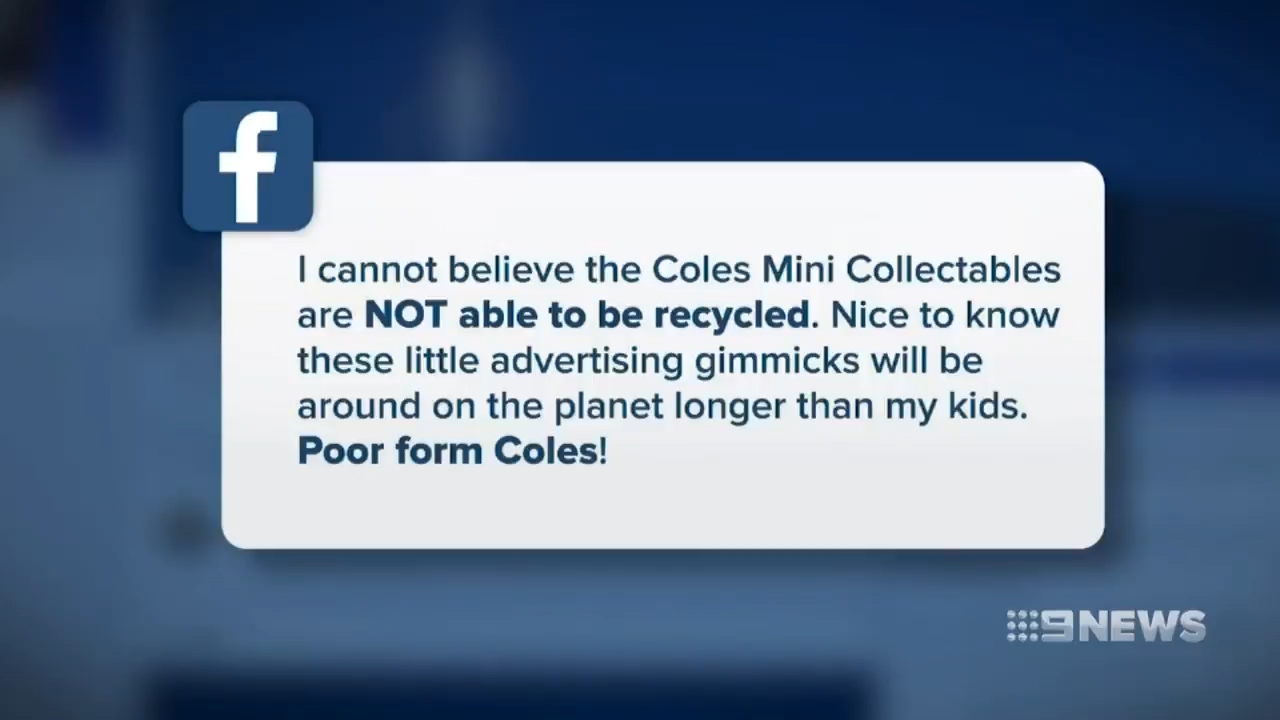 f
I cannot believe the Coles Mini Collectables
are NOT able to be recycled. Nice to know
these little advertising gimmicks will be
around on the planet longer than my kids.
Poor form Coles!
9NEWS